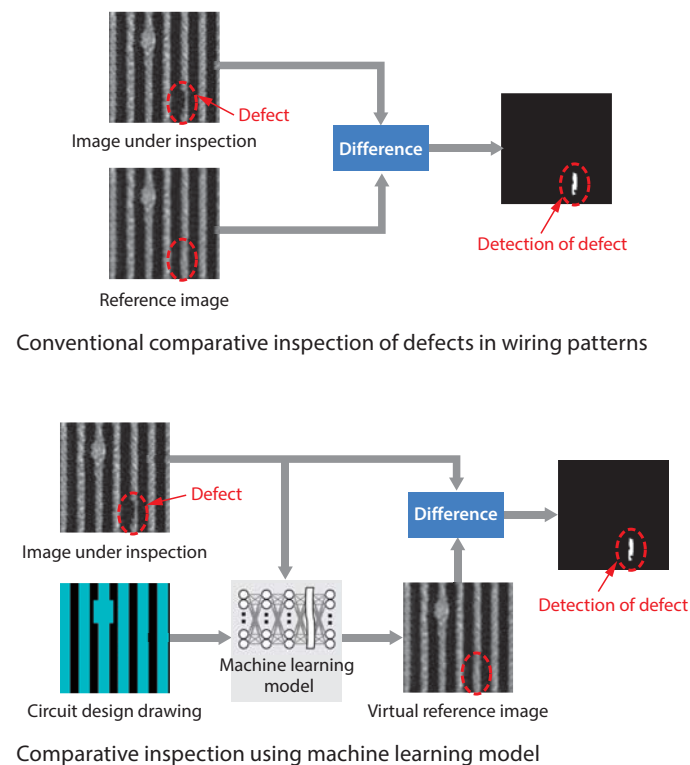 Defect
Image under inspection
Difference
Detection of defect
Reference image
Conventional comparative inspection of defects in wiring patterns
Defect
Image under inspection
Difference
Detection of defect
Machine learning
model
Circuit design drawing
Virtual reference image
Comparative inspection using machine learning model